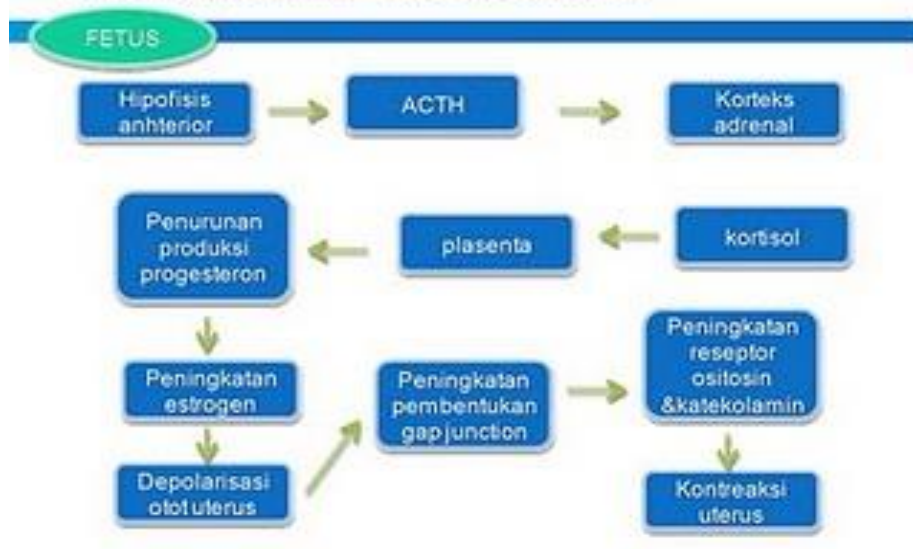 FETUS
Hipofisis
anhterior
ACTH
Korteks
adrenal
Penurunan
produksi
progesteron
plasenta
kortisol
Peningkatan
estrogen
Peningkatan
pembentukan
gap junction
Peningkatan
reseptor
ositosin
&katekolamin
Depolarisasi
otot uterus
Kontreaksi
uterus